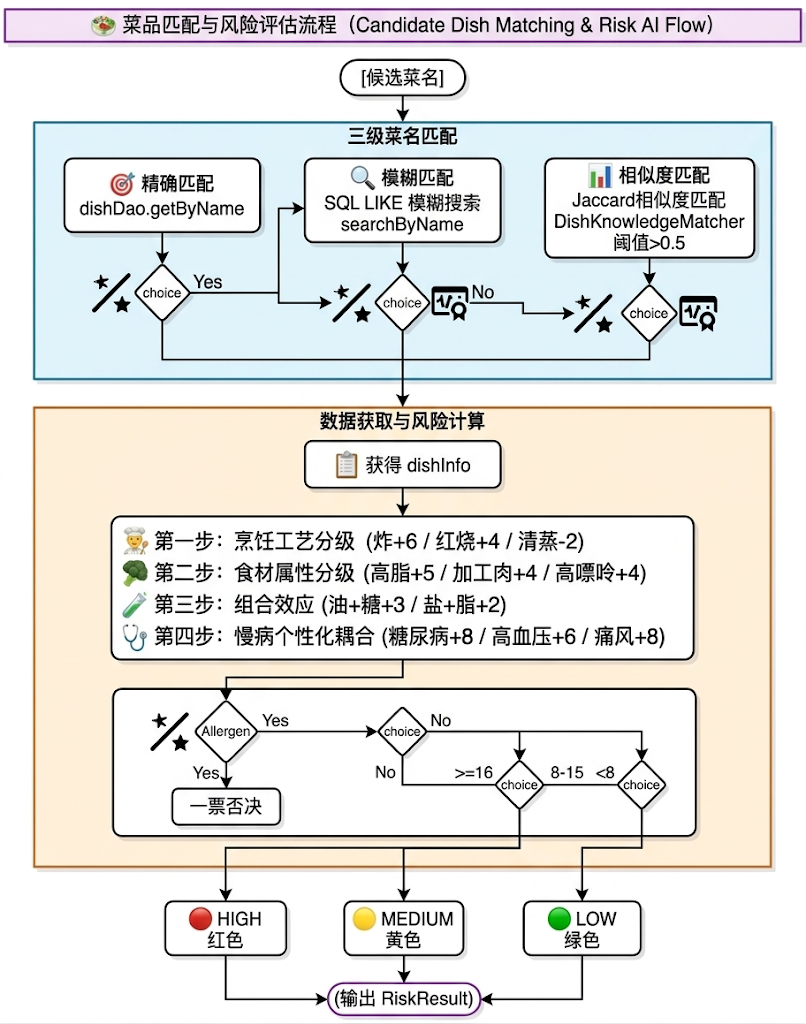 菜品匹配与风险评估流程（Candidate Dish Matching & Risk AI Flow）
[候选菜名]
三级菜名匹配
精确匹配
dishDao.getByName
模糊匹配
SQL LIKE 模糊搜索
searchByName
相似度匹配
Jaccard相似度匹配
DishKnowledgeMatcher
阈值>0.5
choice
Yes
choice
No
choice
数据获取与风险计算
获得 dishInfo
第一步：烹饪工艺分级 (炸+6 / 红烧+4 / 清蒸-2)
第二步：食材属性分级 (高脂+5 / 加工肉+4 / 高嘌呤+4)
第三步：组合效应 (油+糖+3 / 盐+脂+2)
第四步：慢病个性化耦合 (糖尿病+8 / 高血压+6 / 痛风+8)
Allergen
Yes
choice
No
Yes
No
>=16
choice
8-15
<8
choice
一票否决
HIGH
红色
MEDIUM
黄色
LOW
绿色
(输出 RiskResult)